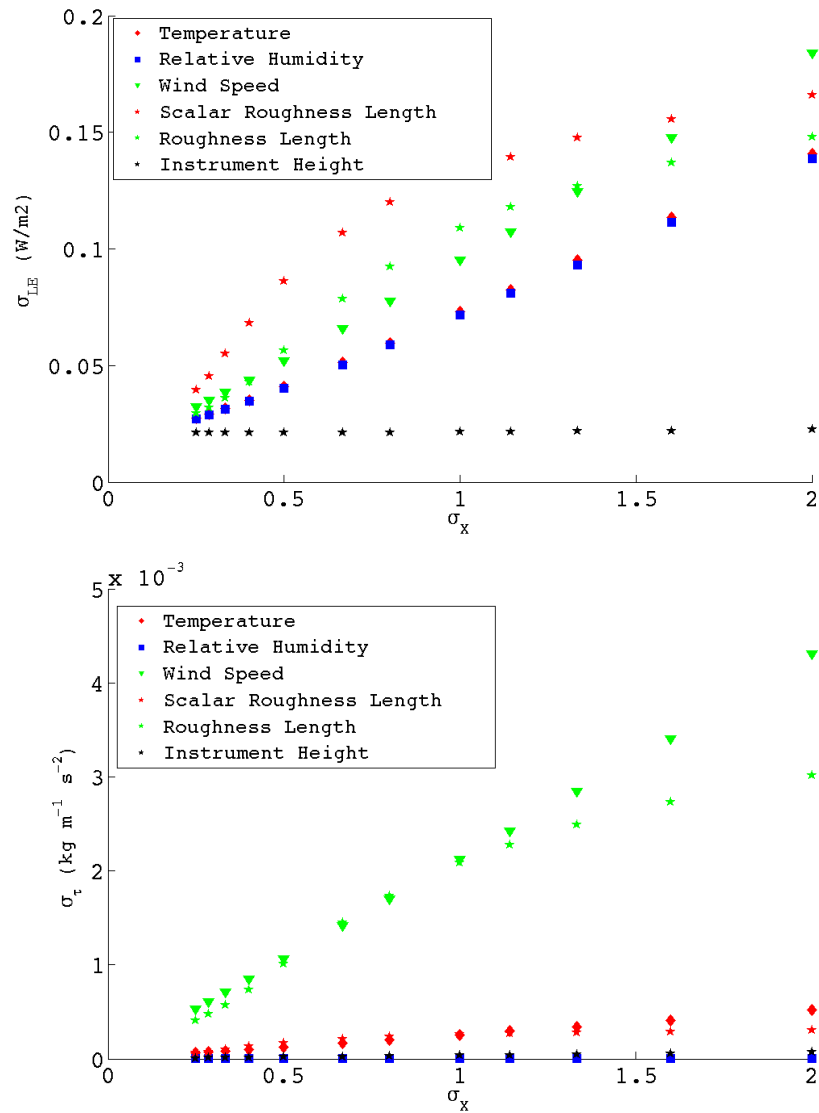 0.2
0.15
0.1
0.05
0
σLE (W/m2)
Temperature
Relative Humidity
Wind Speed
Scalar Roughness Length
Roughness Length
Instrument Height
0 0.5 1 1.5 2
σX
x 10⁻³
5
4
3
2
1
0
στ (kg m⁻¹ s⁻²)
Temperature
Relative Humidity
Wind Speed
Scalar Roughness Length
Roughness Length
Instrument Height
0 0.5 1 1.5 2
σX